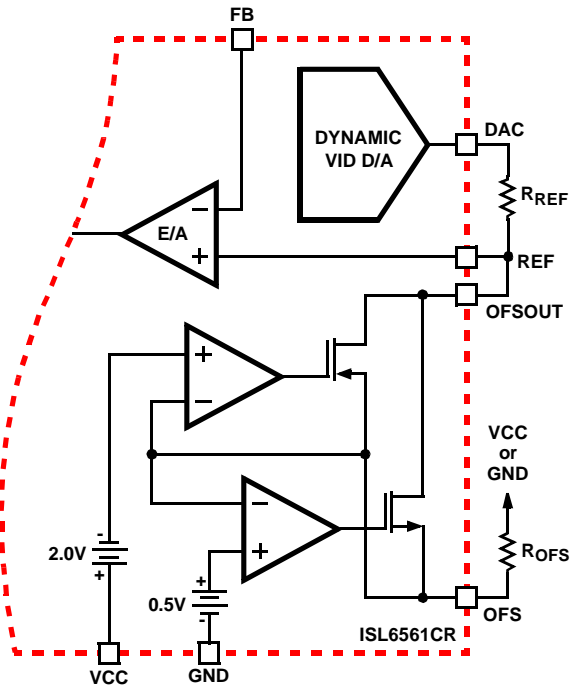 FB
DYNAMIC
VID D/A
DAC
RREF
E/A
-
+
REF
OFSOUT
+
-
VCC
or
GND
-
+
2.0V
-
+
+
-
0.5V
ROFS
OFS
ISL6561CR
VCC
GND